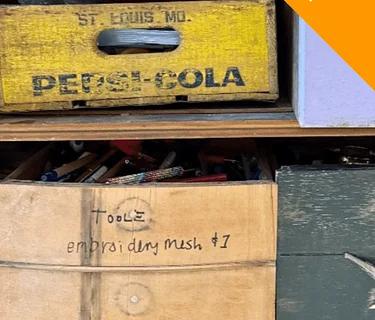 ST. LOUIS MO.
PEPSI-COLA
TOOLE
embroidery mesh $1